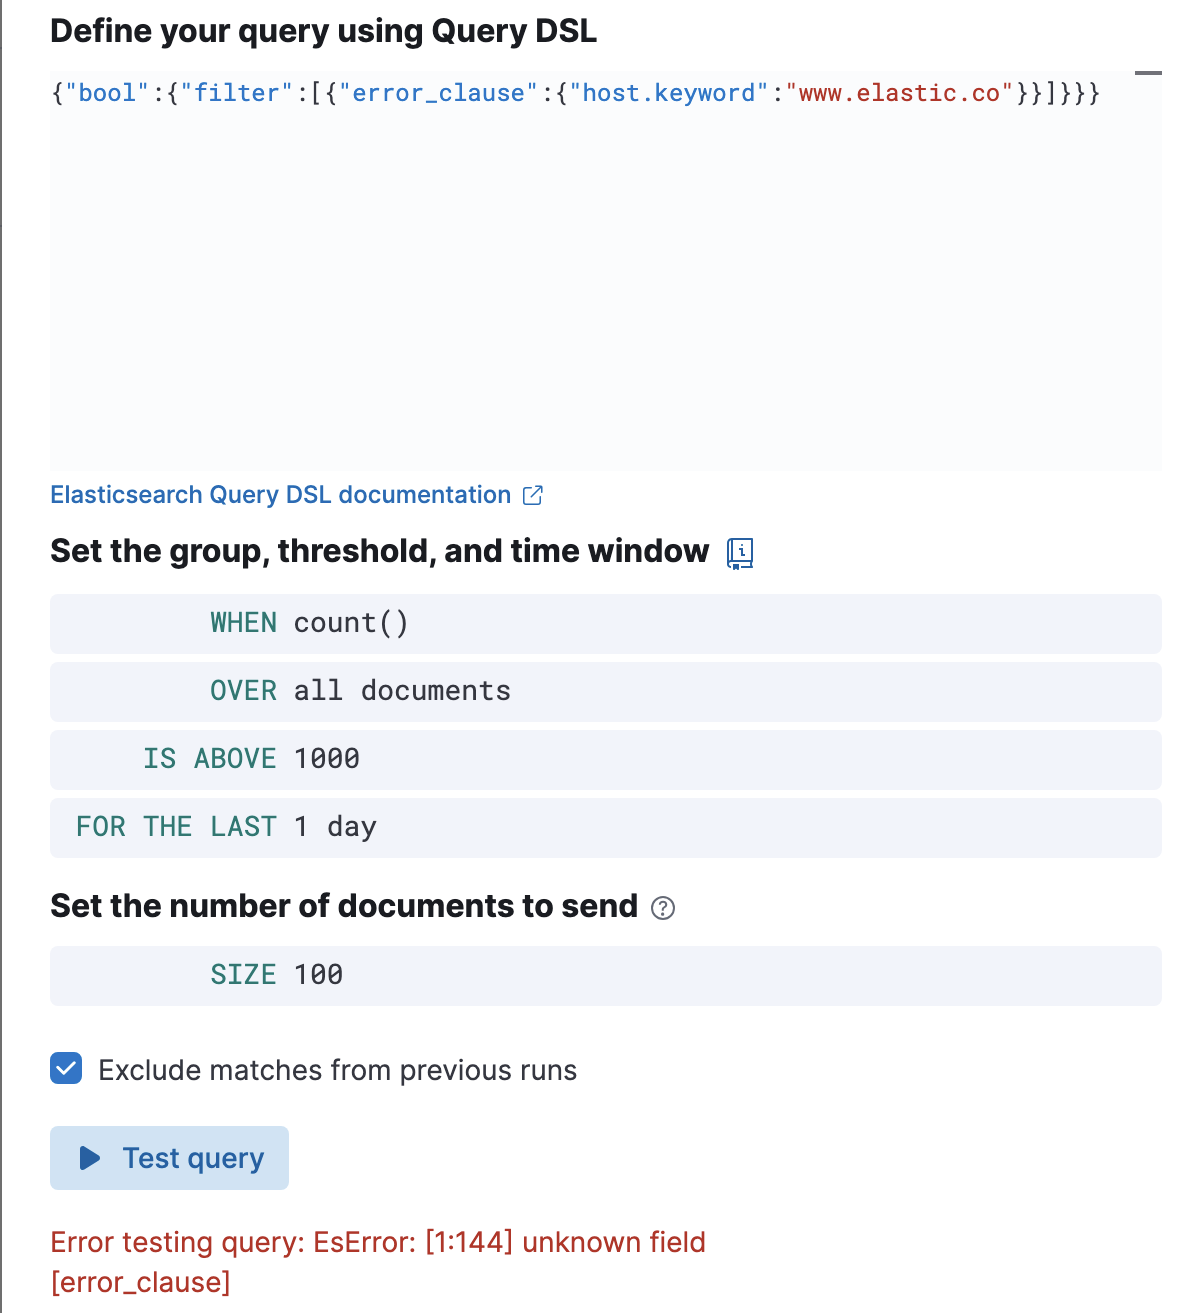 Define your query using Query DSL
{"bool":{"filter":[{"error_clause":{"host.keyword":"www.elastic.co"}}]}}}
Elasticsearch Query DSL documentation
Set the group, threshold, and time window
WHEN count()
OVER all documents
IS ABOVE 1000
FOR THE LAST 1 day
Set the number of documents to send
SIZE 100
Exclude matches from previous runs
Test query
Error testing query: EsError: [1:144] unknown field
[error_clause]